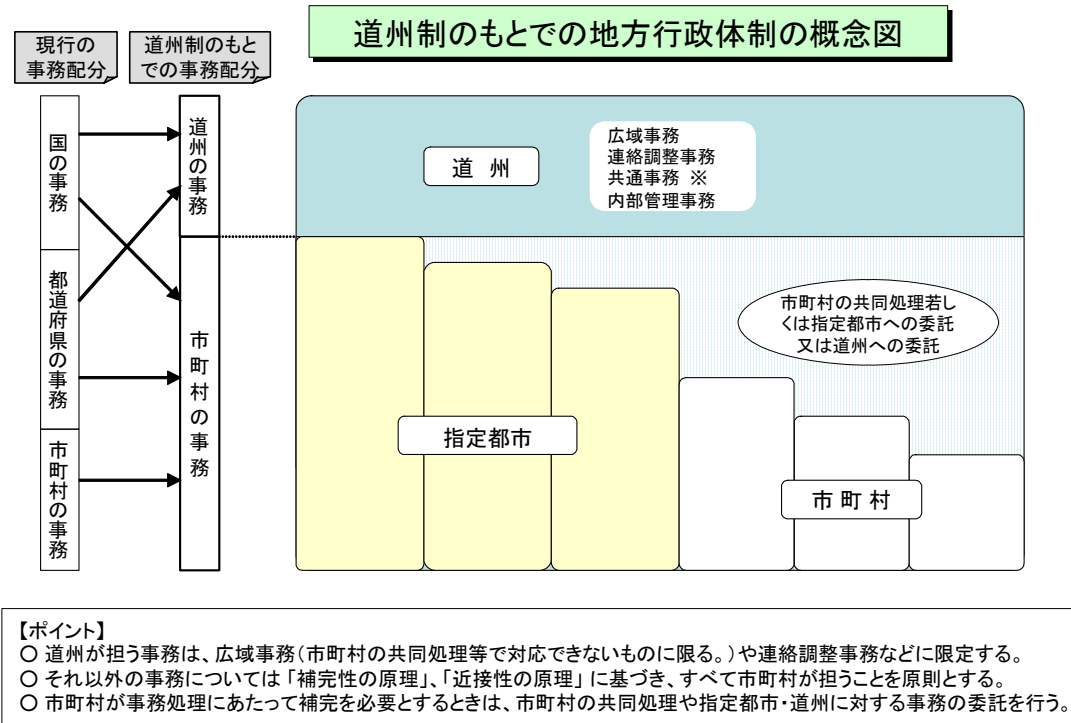 道州制のもとでの地方行政体制の概念図
現行の
事務配分
道州制のもと
での事務配分
国の事務
都道府県の事務
市町村の事務
道州の事務
市町村の事務
道 州
広域事務
連絡調整事務
共通事務 ※
内部管理事務
市町村の共同処理若し
くは指定都市への委託
又は道州への委託
指定都市
市 町 村
【ポイント】
○ 道州が担う事務は、広域事務(市町村の共同処理等で対応できないものに限る。)や連絡調整事務などに限定する。
○ それ以外の事務については「補完性の原理」、「近接性の原理」に基づき、すべて市町村が担うことを原則とする。
○ 市町村が事務処理にあたって補完を必要とするときは、市町村の共同処理や指定都市・道州に対する事務の委託を行う。